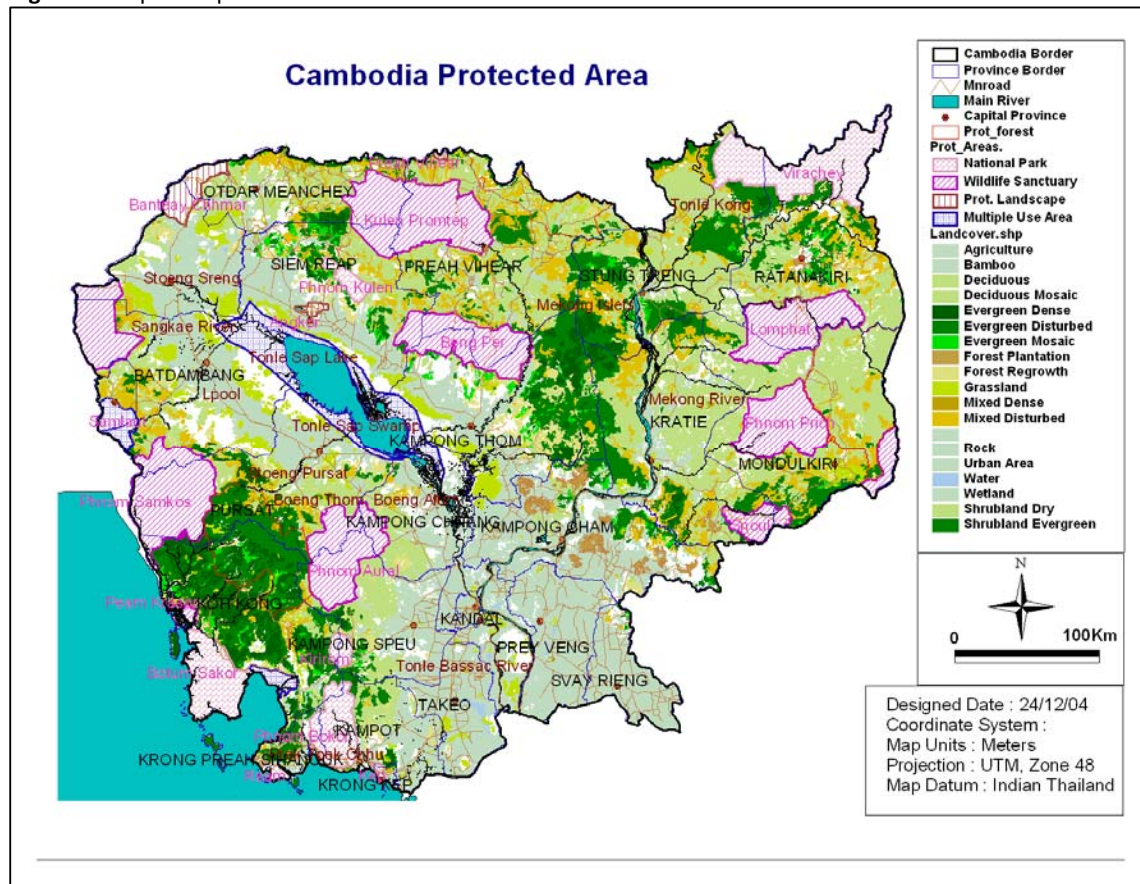 Cambodia Protected Area
Cambodia Border
Province Border
Mnroad
Main River
Capital Province
Prot_forest
Prot_Areas.
National Park
Wildlife Sanctuary
Prot. Landscape
Multiple Use Area
Landcover.shp
Agriculture
Bamboo
Deciduous
Deciduous Mosaic
Evergreen Dense
Evergreen Disturbed
Evergreen Mosaic
Forest Plantation
Forest Regrowth
Grassland
Mixed Dense
Mixed Disturbed
Rock
Urban Area
Water
Wetland
Shrubland Dry
Shrubland Evergreen
N
0 100Km
Designed Date : 24/12/04
Coordinate System :
Map Units : Meters
Projection : UTM, Zone 48
Map Datum : Indian Thailand
Virachey
OTDAR MEANCHEY
Banteay Chhmar
Kulen Promtep
Tonle Kong
SIEM REAP
PREAH VIHEAR
STUNG TRENG
RATANAKIRI
Stoeng Sreng
Phnom Kulen
Mekong Islets
Sangkae River
Beng Per
Lomphat
Tonle Sap Lake
BATDAMBANG
Lpool
Mekong River
KRATIE
Phnom Prich
Tonle Sap Swamp
KAMPONG THOM
MONDULKIRI
Stoeng Pursat
Phnom Samkos
PURSAT
Boeng Thom, Boeng
KAMPONG CHNANG
KAMPONG CHAM
Snoul
Phnom Aural
KOH KONG
KANDAL
KAMPONG SPEU
PREY VENG
Kirirom
Tonle Bassac River
SVAY RIENG
Botum Sakor
TAKEO
Phnom Bokor
KAMPOT
KRONG PREAH SIHANOUK
KRONG KEP